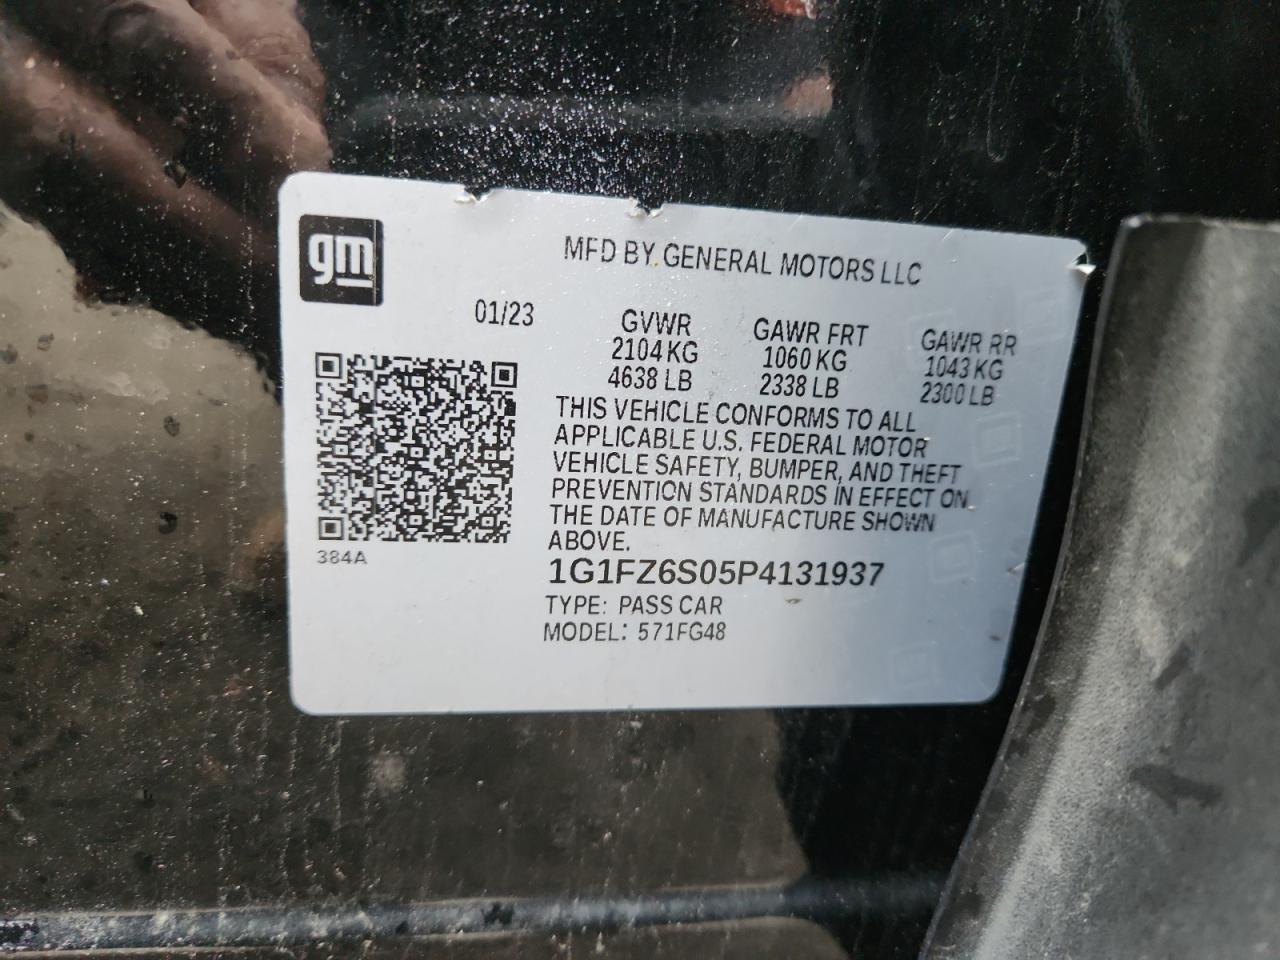 gm
MFD BY GENERAL MOTORS LLC
01/23
GVWR GAWR FRT GAWR RR
2104 KG 1060 KG 1043 KG
4638 LB 2338 LB 2300 LB
THIS VEHICLE CONFORMS TO ALL
APPLICABLE U.S. FEDERAL MOTOR
VEHICLE SAFETY, BUMPER, AND THEFT
PREVENTION STANDARDS IN EFFECT ON
THE DATE OF MANUFACTURE SHOWN
ABOVE.
384A
1G1FZ6S05P4131937
TYPE: PASS CAR
MODEL: 571FG48